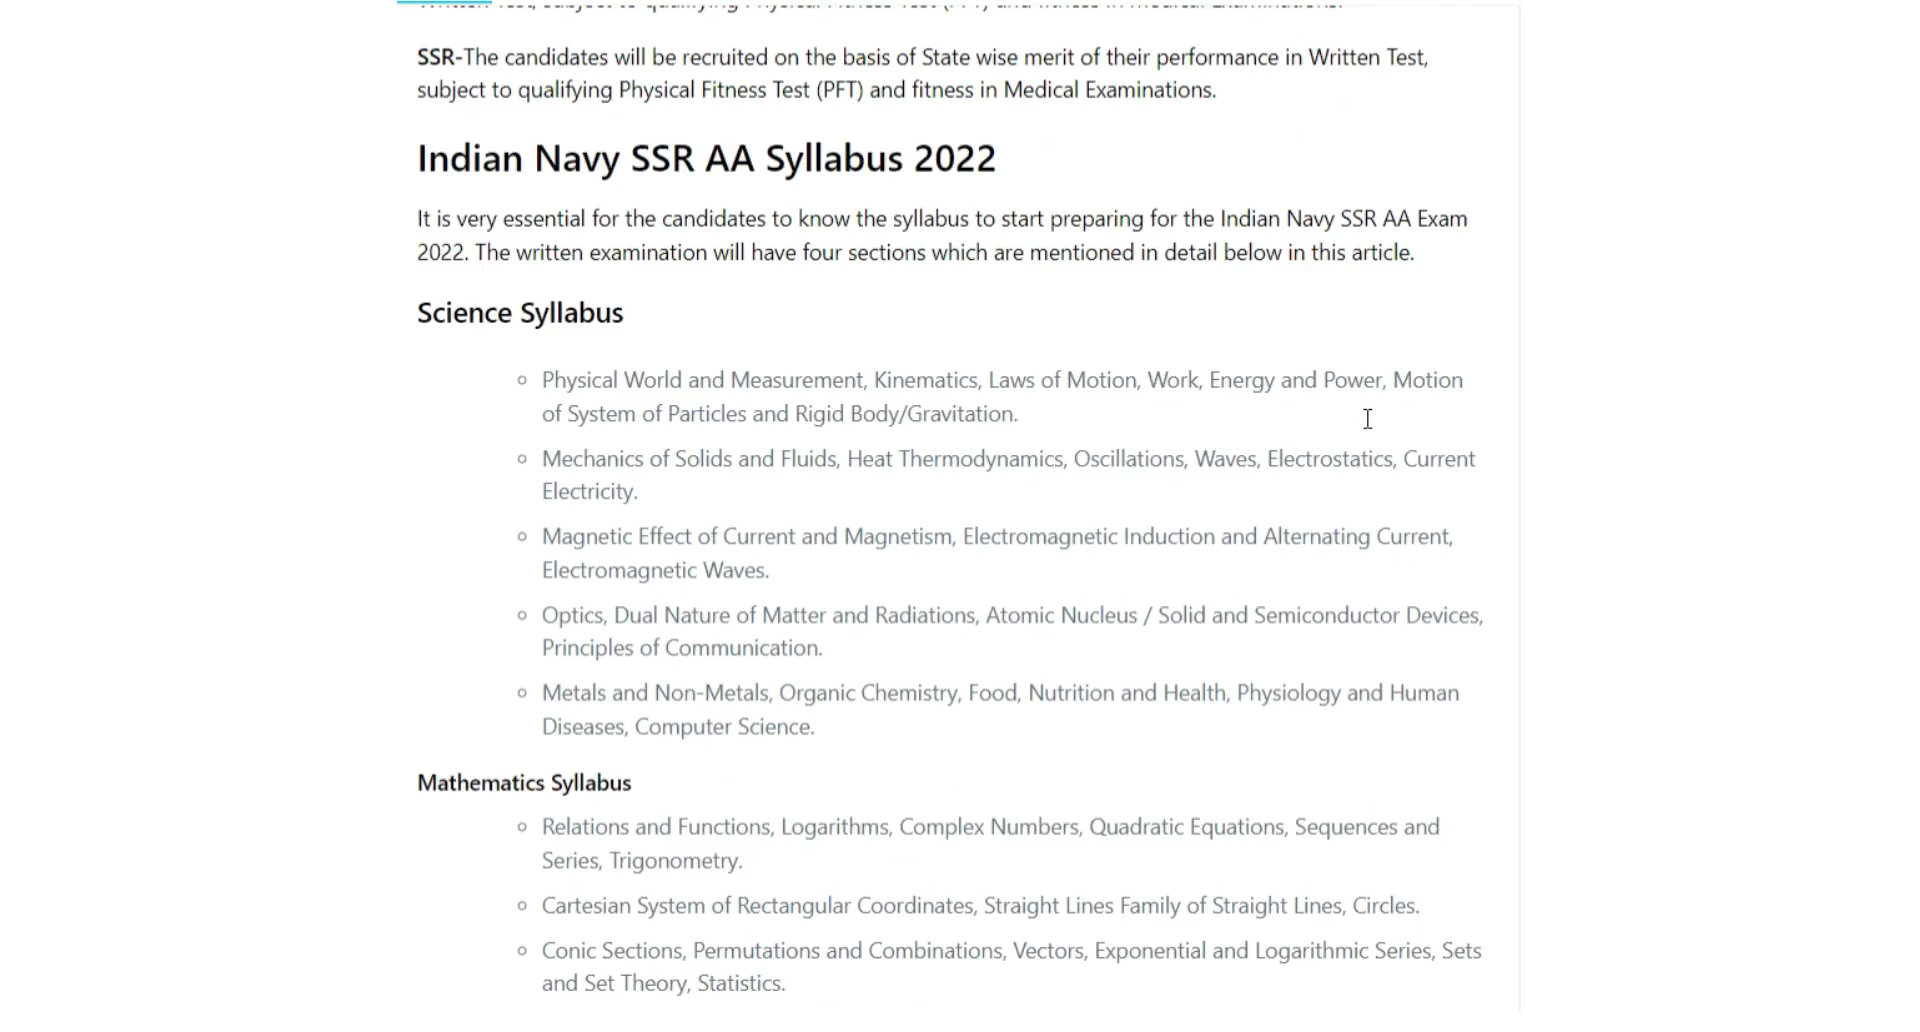 SSR-The candidates will be recruited on the basis of State wise merit of their performance in Written Test,
subject to qualifying Physical Fitness Test (PFT) and fitness in Medical Examinations.
Indian Navy SSR AA Syllabus 2022
It is very essential for the candidates to know the syllabus to start preparing for the Indian Navy SSR AA Exam
2022. The written examination will have four sections which are mentioned in detail below in this article.
Science Syllabus
Physical World and Measurement, Kinematics, Laws of Motion, Work, Energy and Power, Motion
of System of Particles and Rigid Body/Gravitation.
Mechanics of Solids and Fluids, Heat Thermodynamics, Oscillations, Waves, Electrostatics, Current
Electricity.
Magnetic Effect of Current and Magnetism, Electromagnetic Induction and Alternating Current,
Electromagnetic Waves.
Optics, Dual Nature of Matter and Radiations, Atomic Nucleus / Solid and Semiconductor Devices,
Principles of Communication.
Metals and Non-Metals, Organic Chemistry, Food, Nutrition and Health, Physiology and Human
Diseases, Computer Science.
Mathematics Syllabus
Relations and Functions, Logarithms, Complex Numbers, Quadratic Equations, Sequences and
Series, Trigonometry.
Cartesian System of Rectangular Coordinates, Straight Lines Family of Straight Lines, Circles.
Conic Sections, Permutations and Combinations, Vectors, Exponential and Logarithmic Series, Sets
and Set Theory, Statistics.